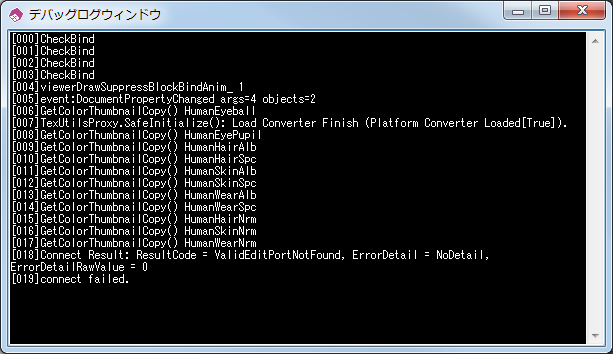 デバッグログウィンドウ
[000]CheckBind
[001]CheckBind
[002]CheckBind
[003]CheckBind
[004]viewerDrawSuppressBlockBindAnim_ 1
[005]event:DocumentPropertyChanged args=4 objects=2
[006]GetColorThumbnailCopy() HumanEyeball
[007]TexUtilsProxy.SafeInitialize(): Load Converter Finish (Platform Converter Loaded[True]).
[008]GetColorThumbnailCopy() HumanEyePupil
[009]GetColorThumbnailCopy() HumanHairAlb
[010]GetColorThumbnailCopy() HumanHairSpc
[011]GetColorThumbnailCopy() HumanSkinAlb
[012]GetColorThumbnailCopy() HumanSkinSpc
[013]GetColorThumbnailCopy() HumanWearAlb
[014]GetColorThumbnailCopy() HumanWearSpc
[015]GetColorThumbnailCopy() HumanHairNrm
[016]GetColorThumbnailCopy() HumanSkinNrm
[017]GetColorThumbnailCopy() HumanWearNrm
[018]Connect Result: ResultCode = ValidEditPortNotFound, ErrorDetail = NoDetail,
ErrorDetailRawValue = 0
[019]connect failed.